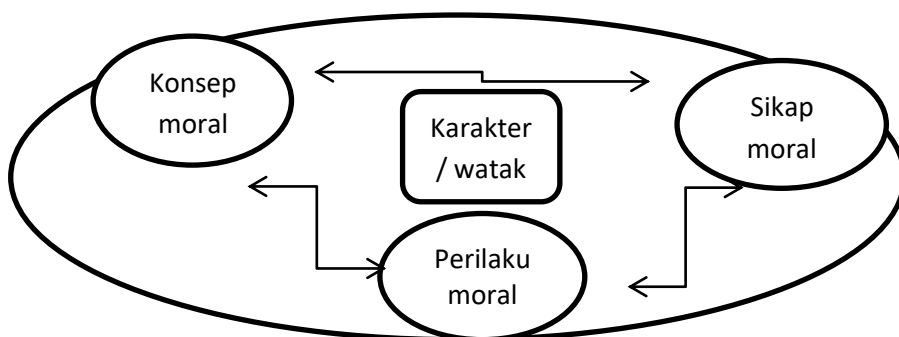 Konsep
moral
Karakter
/ watak
Sikap
moral
Perilaku
moral